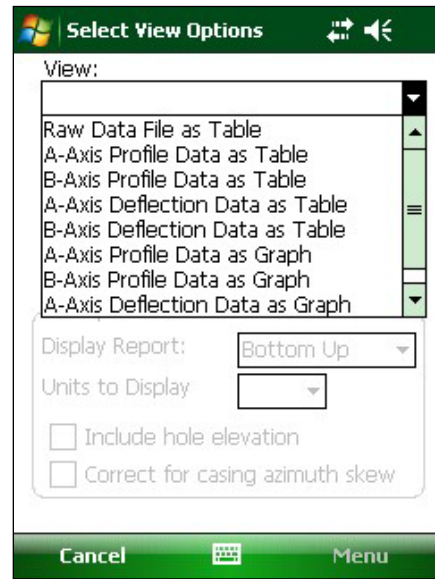 Select View Options
View:
Raw Data File as Table
A-Axis Profile Data as Table
B-Axis Profile Data as Table
A-Axis Deflection Data as Table
B-Axis Deflection Data as Table
A-Axis Profile Data as Graph
B-Axis Profile Data as Graph
A-Axis Deflection Data as Graph
Display Report: Bottom Up
Units to Display
Include hole elevation
Correct for casing azimuth skew
Cancel Menu